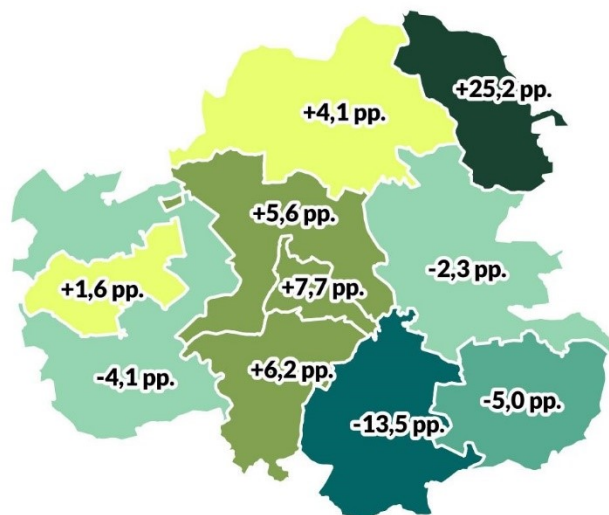 +25,2 pp.
+4,1 pp.
+5,6 pp.
-2,3 pp.
+1,6 pp.
+7,7 pp.
-4,1 pp.
+6,2 pp.
-5,0 pp.
-13,5 pp.